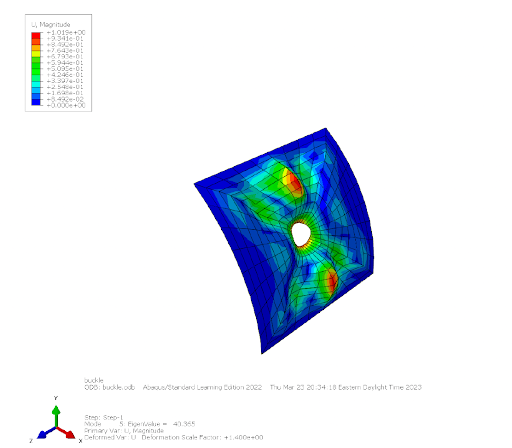 U, Magnitude
+1.019e+00
+9.341e-01
+8.492e-01
+7.643e-01
+6.793e-01
+5.944e-01
+5.095e-01
+4.246e-01
+3.397e-01
+2.548e-01
+1.698e-01
+8.492e-02
+0.000e+00
buckle
ODB: buckle.odb Abaqus/Standard Learning Edition 2022 Thu Mar 23 20:34:18 Eastern Daylight Time 2023
Y
Z
X
Step: Step-1
Mode 5: EigenValue = -40.365
Primary Var: U, Magnitude
Deformed Var: U Deformation Scale Factor: +1.400e+00